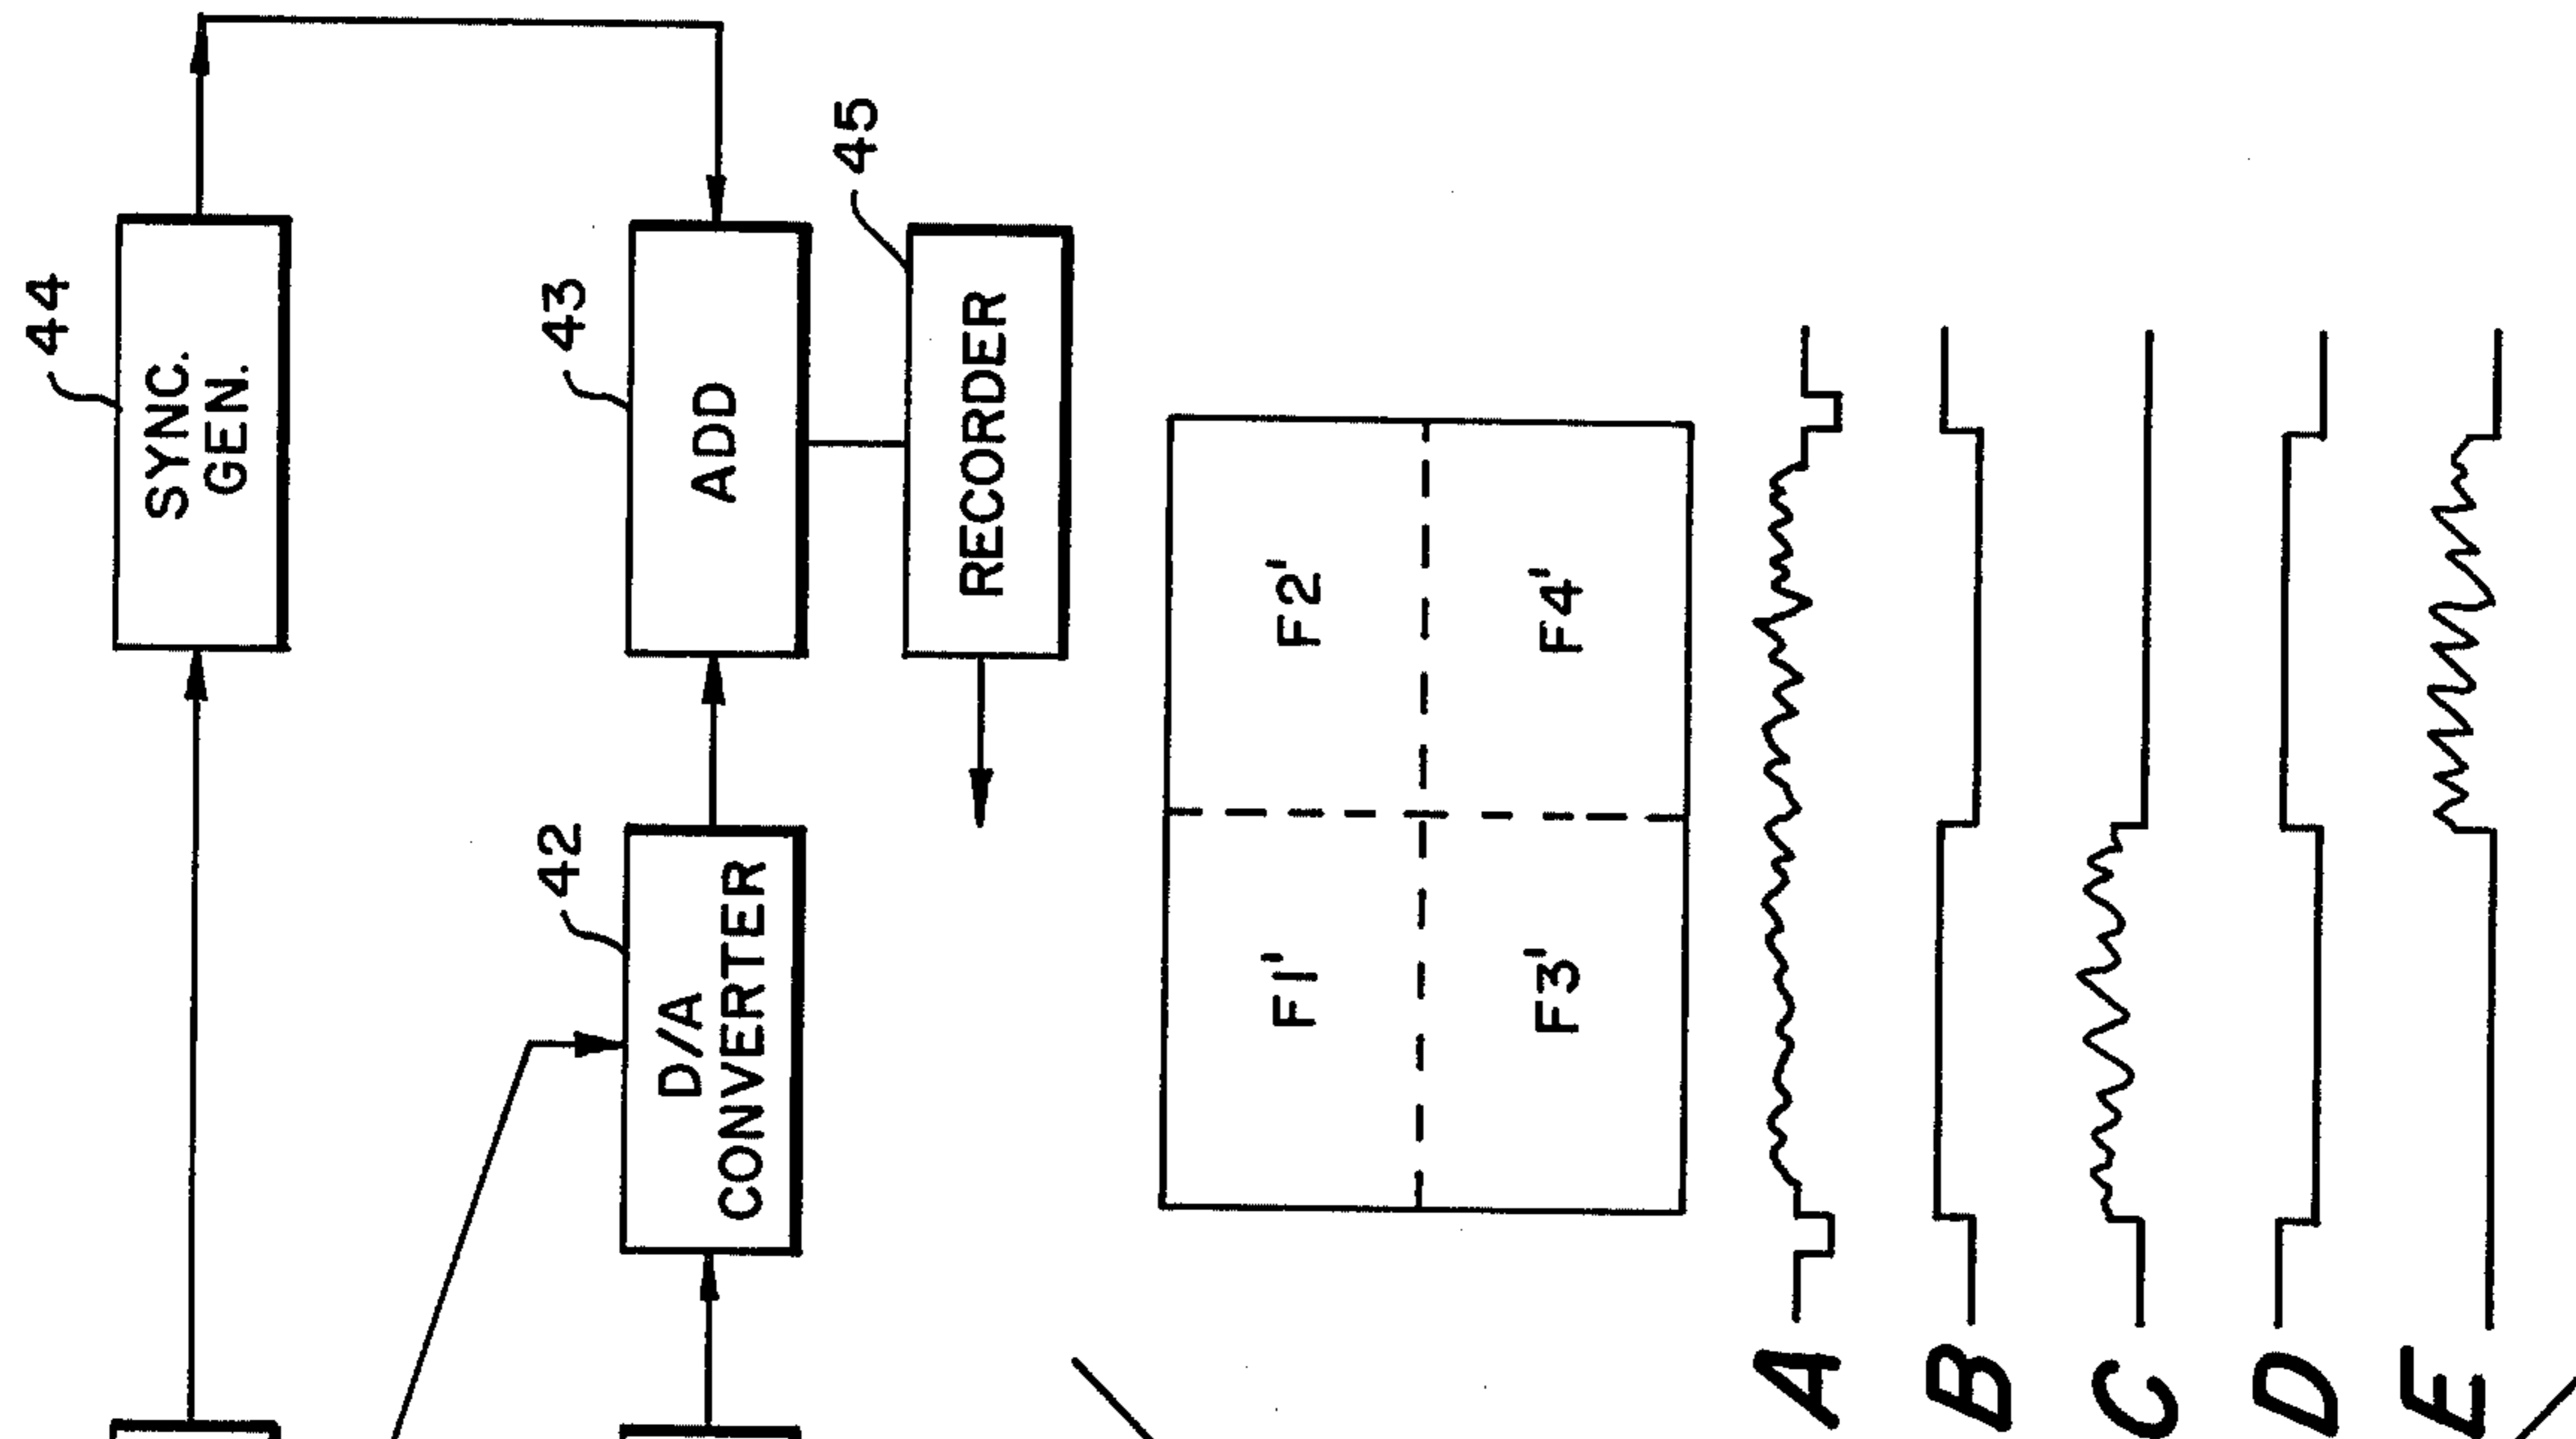 44
SYNC.
GEN.
42
D/A
CONVERTER
43
ADD
45
RECORDER
F1' F2'
F3' F4'
A
B
C
D
E